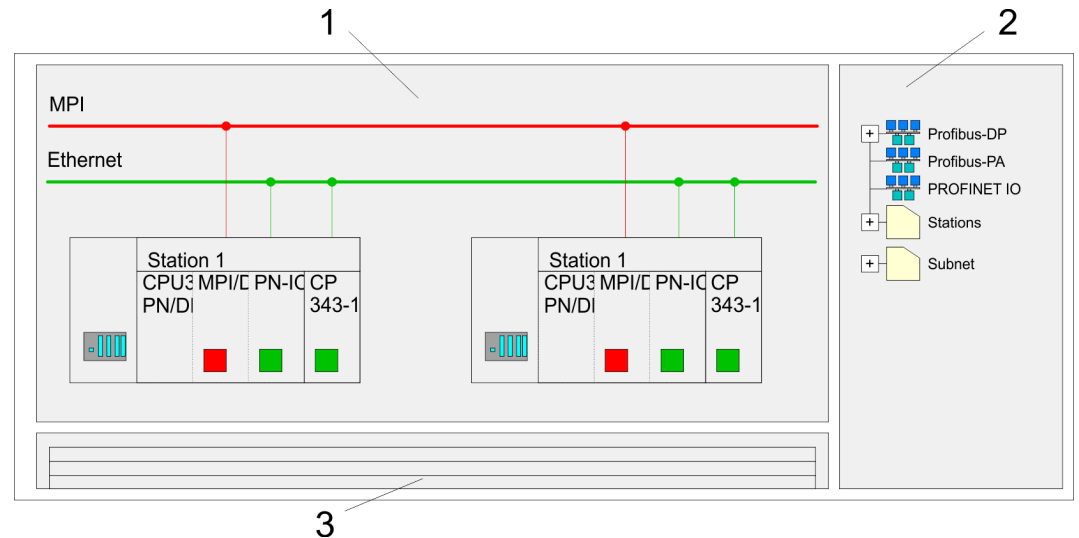 1
2
MPI
Ethernet
Station 1
CPU3 MPI/D PN-IO CP
PN/DI 343-1
Station 1
CPU3 MPI/D PN-IO CP
PN/DI 343-1
Profibus-DP
Profibus-PA
PROFINET IO
Stations
Subnet
3